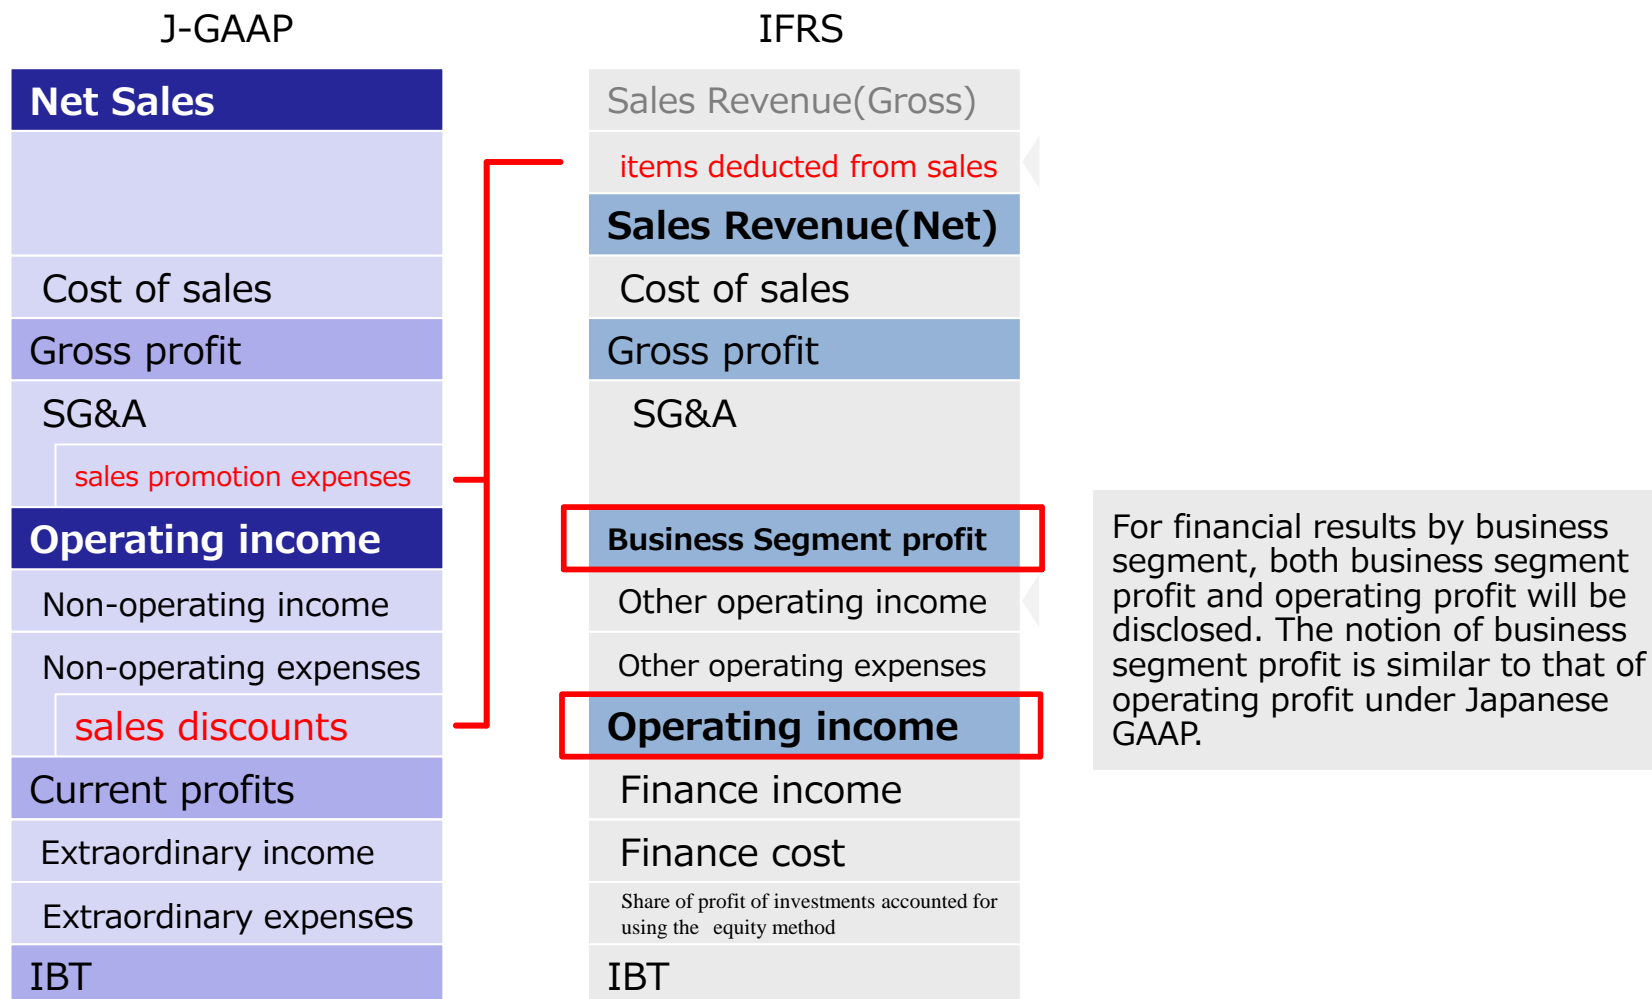 J-GAAP
Net Sales
Cost of sales
Gross profit
SG&A
sales promotion expenses
Operating income
Non-operating income
Non-operating expenses
sales discounts
Current profits
Extraordinary income
Extraordinary expenses
IBT
IFRS
Sales Revenue(Gross)
items deducted from sales
Sales Revenue(Net)
Cost of sales
Gross profit
SG&A
Business Segment profit
Other operating income
Other operating expenses
Operating income
Finance income
Finance cost
Share of profit of investments accounted for
using the equity method
IBT
For financial results by business
segment, both business segment
profit and operating profit will be
disclosed. The notion of business
segment profit is similar to that of
operating profit under Japanese
GAAP.